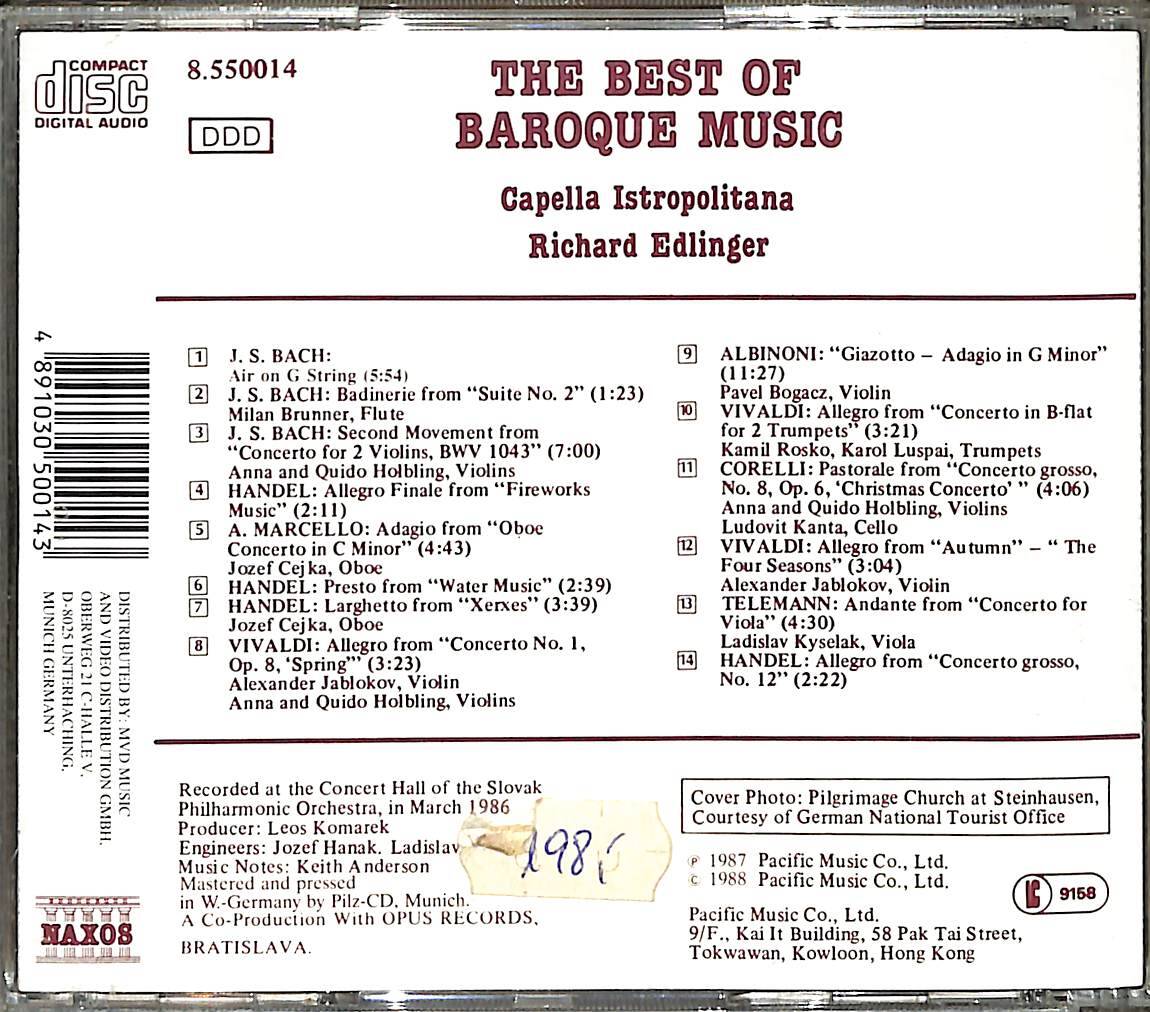 COMPACT
disc
DIGITAL AUDIO
8.550014
DDD
THE BEST OF
BAROQUE MUSIC
Capella Istropolitana
Richard Edlinger
1 J. S. BACH:
Air on G String (5:54)
2 J. S. BACH: Badinerie from “Suite No. 2” (1:23)
Milan Brunner, Flute
3 J. S. BACH: Second Movement from
“Concerto for 2 Violins, BWV 1043” (7:00)
Anna and Quido Holbling, Violins
4 HANDEL: Allegro Finale from “Fireworks
Music” (2:11)
5 A. MARCELLO: Adagio from “Oboe
Concerto in C Minor” (4:43)
Jozef Cejka, Oboe
6 HANDEL: Presto from “Water Music” (2:39)
7 HANDEL: Larghetto from “Xerxes” (3:39)
Jozef Cejka, Oboe
8 VIVALDI: Allegro from “Concerto No. 1,
Op. 8, ‘Spring’” (3:23)
Alexander Jablokov, Violin
Anna and Quido Holbling, Violins
9 ALBINONI: “Giazotto – Adagio in G Minor”
(11:27)
Pavel Bogacz, Violin
10 VIVALDI: Allegro from “Concerto in B-flat
for 2 Trumpets” (3:21)
Kamil Rosko, Karol Luspai, Trumpets
11 CORELLI: Pastorale from “Concerto grosso,
No. 8, Op. 6, ‘Christmas Concerto’ ” (4:06)
Anna and Quido Holbling, Violins
Ludovit Kanta, Cello
12 VIVALDI: Allegro from “Autumn” – “ The
Four Seasons” (3:04)
Alexander Jablokov, Violin
13 TELEMANN: Andante from “Concerto for
Viola” (4:30)
Ladislav Kyselak, Viola
14 HANDEL: Allegro from “Concerto grosso,
No. 12” (2:22)
4 891030 500143
DISTRIBUTED BY: MVD MUSIC
AND VIDEO DISTRIBUTION GMBH.
OBERWEG 21 C-HALLE V.
D-8025 UNTERHACHING.
MUNICH GERMANY
NAXOS
Recorded at the Concert Hall of the Slovak
Philharmonic Orchestra, in March 1986
Producer: Leos Komarek
Engineers: Jozef Hanak. Ladislav
Music Notes: Keith Anderson
Mastered and pressed
in W.-Germany by Pilz-CD, Munich.
A Co-Production With OPUS RECORDS,
BRATISLAVA.
198,-
Cover Photo: Pilgrimage Church at Steinhausen,
Courtesy of German National Tourist Office
℗ 1987 Pacific Music Co., Ltd.
© 1988 Pacific Music Co., Ltd.
LC 9158
Pacific Music Co., Ltd.
9/F., Kai It Building, 58 Pak Tai Street,
Tokwawan, Kowloon, Hong Kong